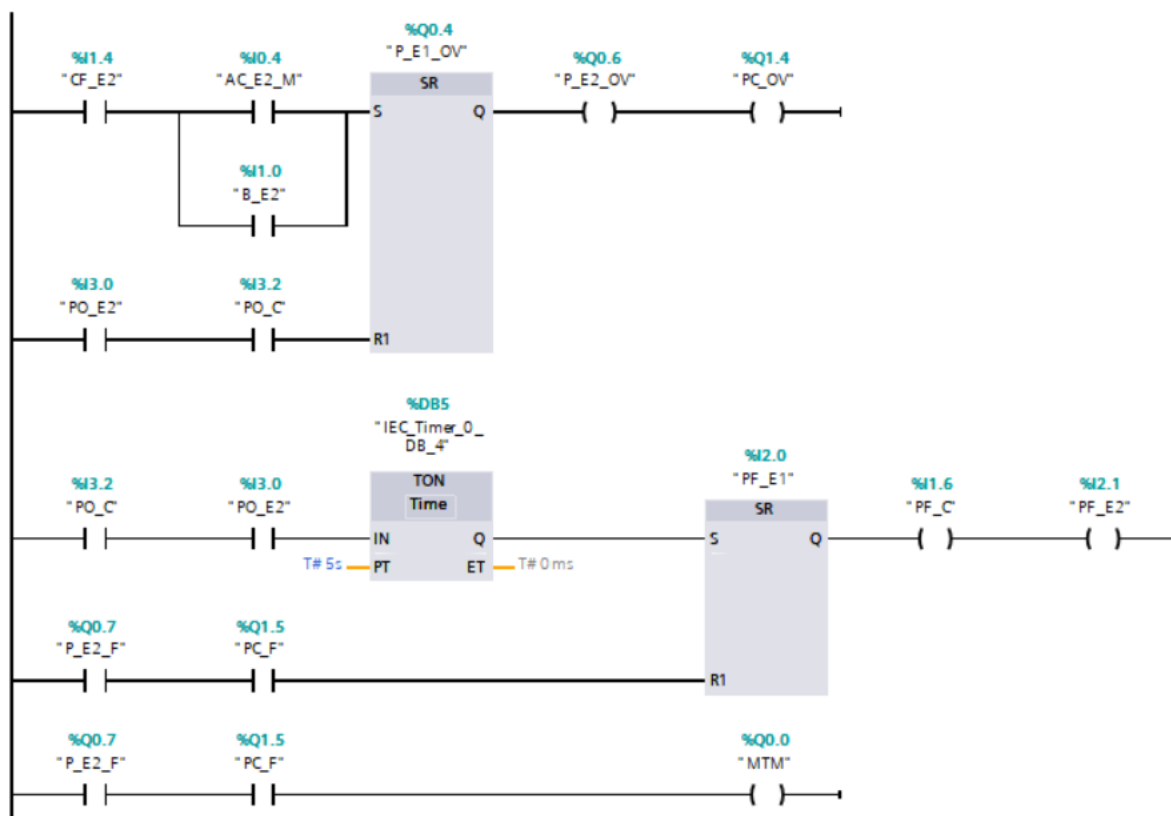 %Q0.4
"P_E1_OV"
%I1.4 %I0.4 %Q0.6 %Q1.4
"CF_E2" "AC_E2_M" SR "P_E2_OV" "PC_OV"
S Q
%I1.0
"B_E2"
%I3.0 %I3.2
"PO_E2" "PO_C"
R1
%DB5
"IEC_Timer_0_
DB_4"
%I2.0
%I3.2 %I3.0 TON "PF_E1" %I1.6 %I2.1
"PO_C" "PO_E2" Time SR "PF_C" "PF_E2"
IN Q S Q
T# 5s PT ET T# 0 ms
%Q0.7 %Q1.5
"P_E2_F" "PC_F"
R1
%Q0.7 %Q1.5 %Q0.0
"P_E2_F" "PC_F" "MTM"